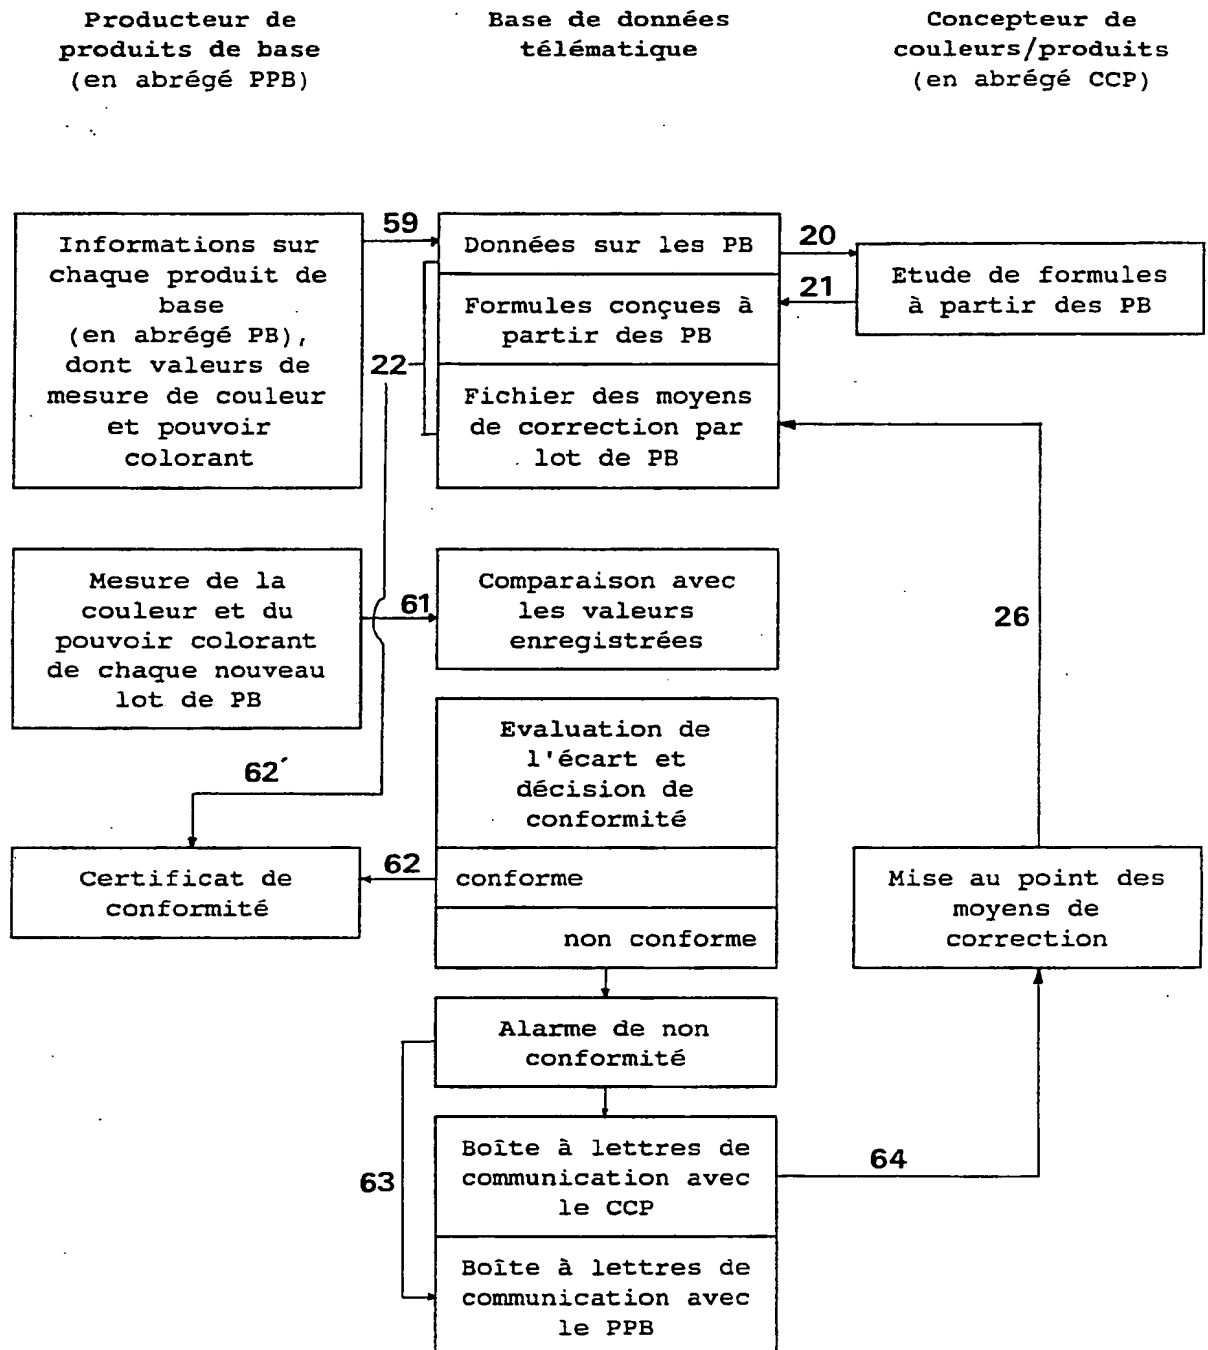 Producteur de
produits de base
(en abrégé PPB)
Base de données
télématique
Concepteur de
couleurs/produits
(en abrégé CCP)
Informations sur
chaque produit de
base
(en abrégé PB),
dont valeurs de
mesure de couleur
et pouvoir
colorant
59
Données sur les PB
20
21
Formules conçues à
partir des PB
Etude de formules
à partir des PB
22
Fichier des moyens
de correction par
lot de PB
Mesure de la
couleur et du
pouvoir colorant
de chaque nouveau
lot de PB
61
Comparaison avec
les valeurs
enregistrées
26
Evaluation de
l'écart et
décision de
conformité
62´
Certificat de
conformité
62
conforme
non conforme
Mise au point des
moyens de
correction
Alarme de non
conformité
63
Boîte à lettres de
communication avec
le CCP
64
Boîte à lettres de
communication avec
le PPB